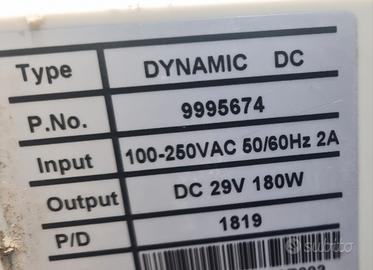 Type DYNAMIC DC
P.No. 9995674
Input 100-250VAC 50/60Hz 2A
Output DC 29V 180W
P/D 1819
subito